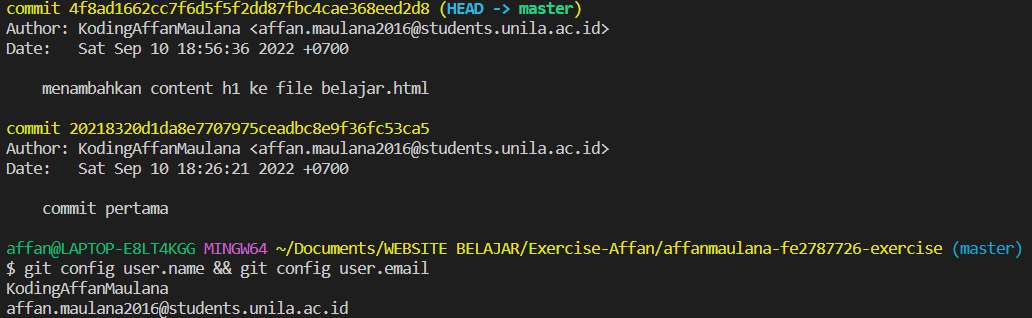 commit 4f8ad1662cc7f6d5f5f2dd87fbc4cae368eed2d8 (HEAD -> master)
Author: KodingAffanMaulana <affan.maulana2016@students.unila.ac.id>
Date:   Sat Sep 10 18:56:36 2022 +0700
menambahkan content h1 ke file belajar.html
commit 20218320d1da8e7707975ceadbc8e9f36fc53ca5
Author: KodingAffanMaulana <affan.maulana2016@students.unila.ac.id>
Date:   Sat Sep 10 18:26:21 2022 +0700
commit pertama
affan@LAPTOP-E8LT4KGG MINGW64 ~/Documents/WEBSITE BELAJAR/Exercise-Affan/affanmaulana-fe2787726-exercise (master)
$ git config user.name && git config user.email
KodingAffanMaulana
affan.maulana2016@students.unila.ac.id